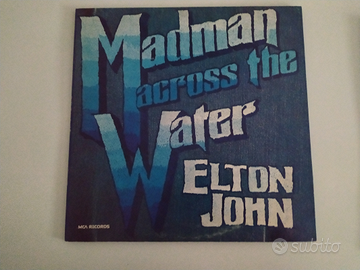 Madman
across the
Water
ELTON
JOHN
MCA RECORDS
subito